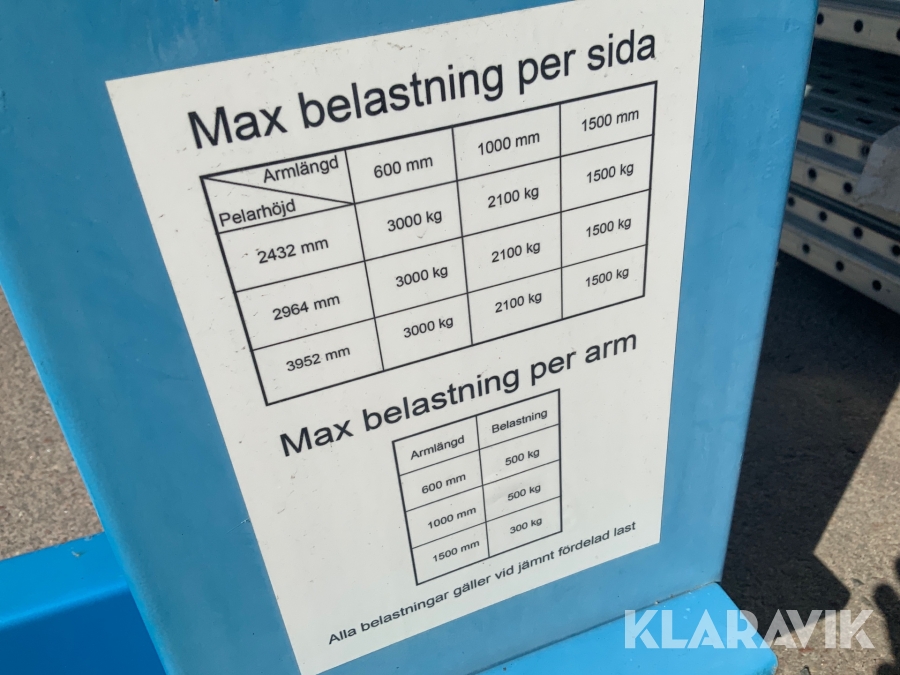 Max belastning per sida
Armlängd 600 mm 1000 mm 1500 mm
Pelarhöjd
2432 mm 3000 kg 2100 kg 1500 kg
2964 mm 3000 kg 2100 kg 1500 kg
3952 mm 3000 kg 2100 kg 1500 kg
Max belastning per arm
Armlängd Belastning
600 mm 500 kg
1000 mm 500 kg
1500 mm 300 kg
Alla belastningar gäller vid jämnt fördelad last
KLARAVIK